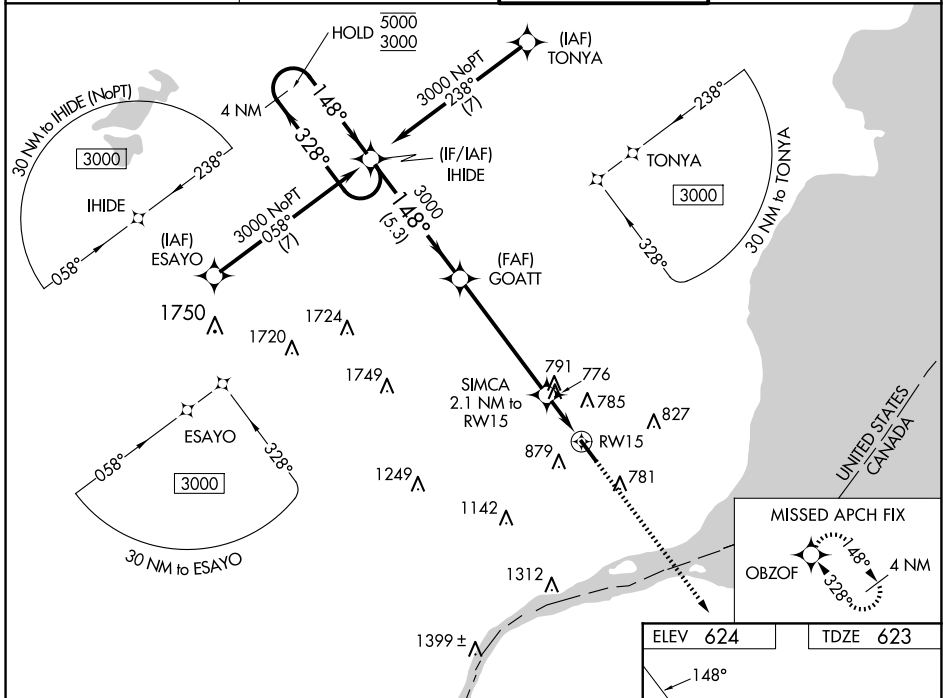 HOLD 5000
3000
(IAF)
TONYA
3000 NoPT
238°
(7)
4 NM
148°
328°
(IF/IAF)
IHIDE
30 NM to IHIDE (NoPT)
3000
238°
IHIDE
058°
3000 NoPT
058°
(7)
(IAF)
ESAYO
3000
148°
(5.3)
(FAF)
GOATT
238°
TONYA
3000
328°
30 NM to TONYA
1750
1720
1724
1749
791
776
785
827
SIMCA
2.1 NM to
RW15
RW15
879
781
ESAYO
058°
328°
3000
30 NM to ESAYO
1249
1142
1312
1399 ±
UNITED STATES
CANADA
MISSED APCH FIX
OBZOF
148°
328°
4 NM
ELEV 624
TDZE 623
148°